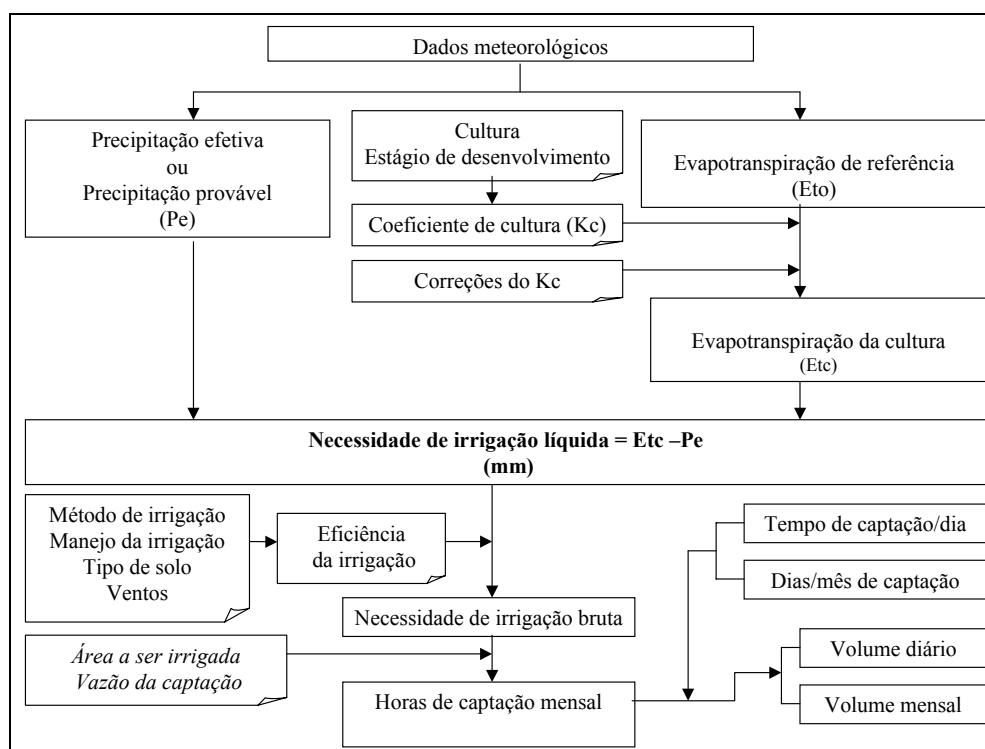 Dados meteorológicos
Precipitação efetiva
ou
Precipitação provável
(Pe)
Cultura
Estágio de desenvolvimento
Evapotranspiração de referência
(Eto)
Coeficiente de cultura (Kc)
Correções do Kc
Evapotranspiração da cultura
(Etc)
Necessidade de irrigação líquida = Etc –Pe
(mm)
Método de irrigação
Manejo da irrigação
Tipo de solo
Ventos
Eficiência
da irrigação
Tempo de captação/dia
Dias/mês de captação
Necessidade de irrigação bruta
Área a ser irrigada
Vazão da captação
Horas de captação mensal
Volume diário
Volume mensal